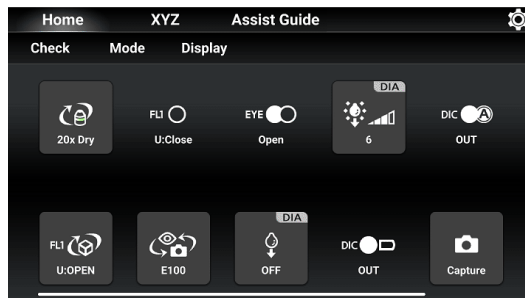 Home XYZ Assist Guide
Check Mode Display
DIA
FL1 EYE DIC A
20x Dry U:Close Open 6 OUT
DIA
FL1 DIC
U:OPEN E100 OFF OUT Capture